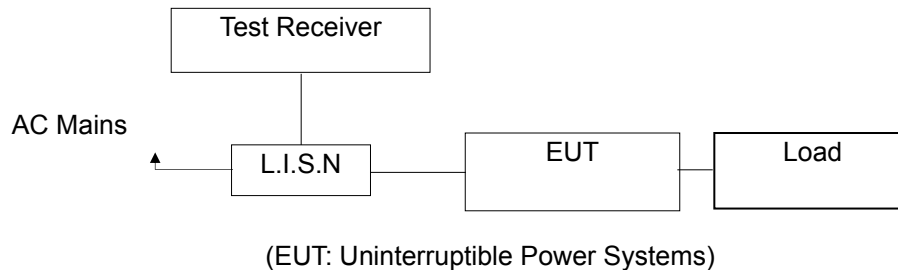 Test Receiver
AC Mains
L.I.S.N
EUT
Load
(EUT: Uninterruptible Power Systems)